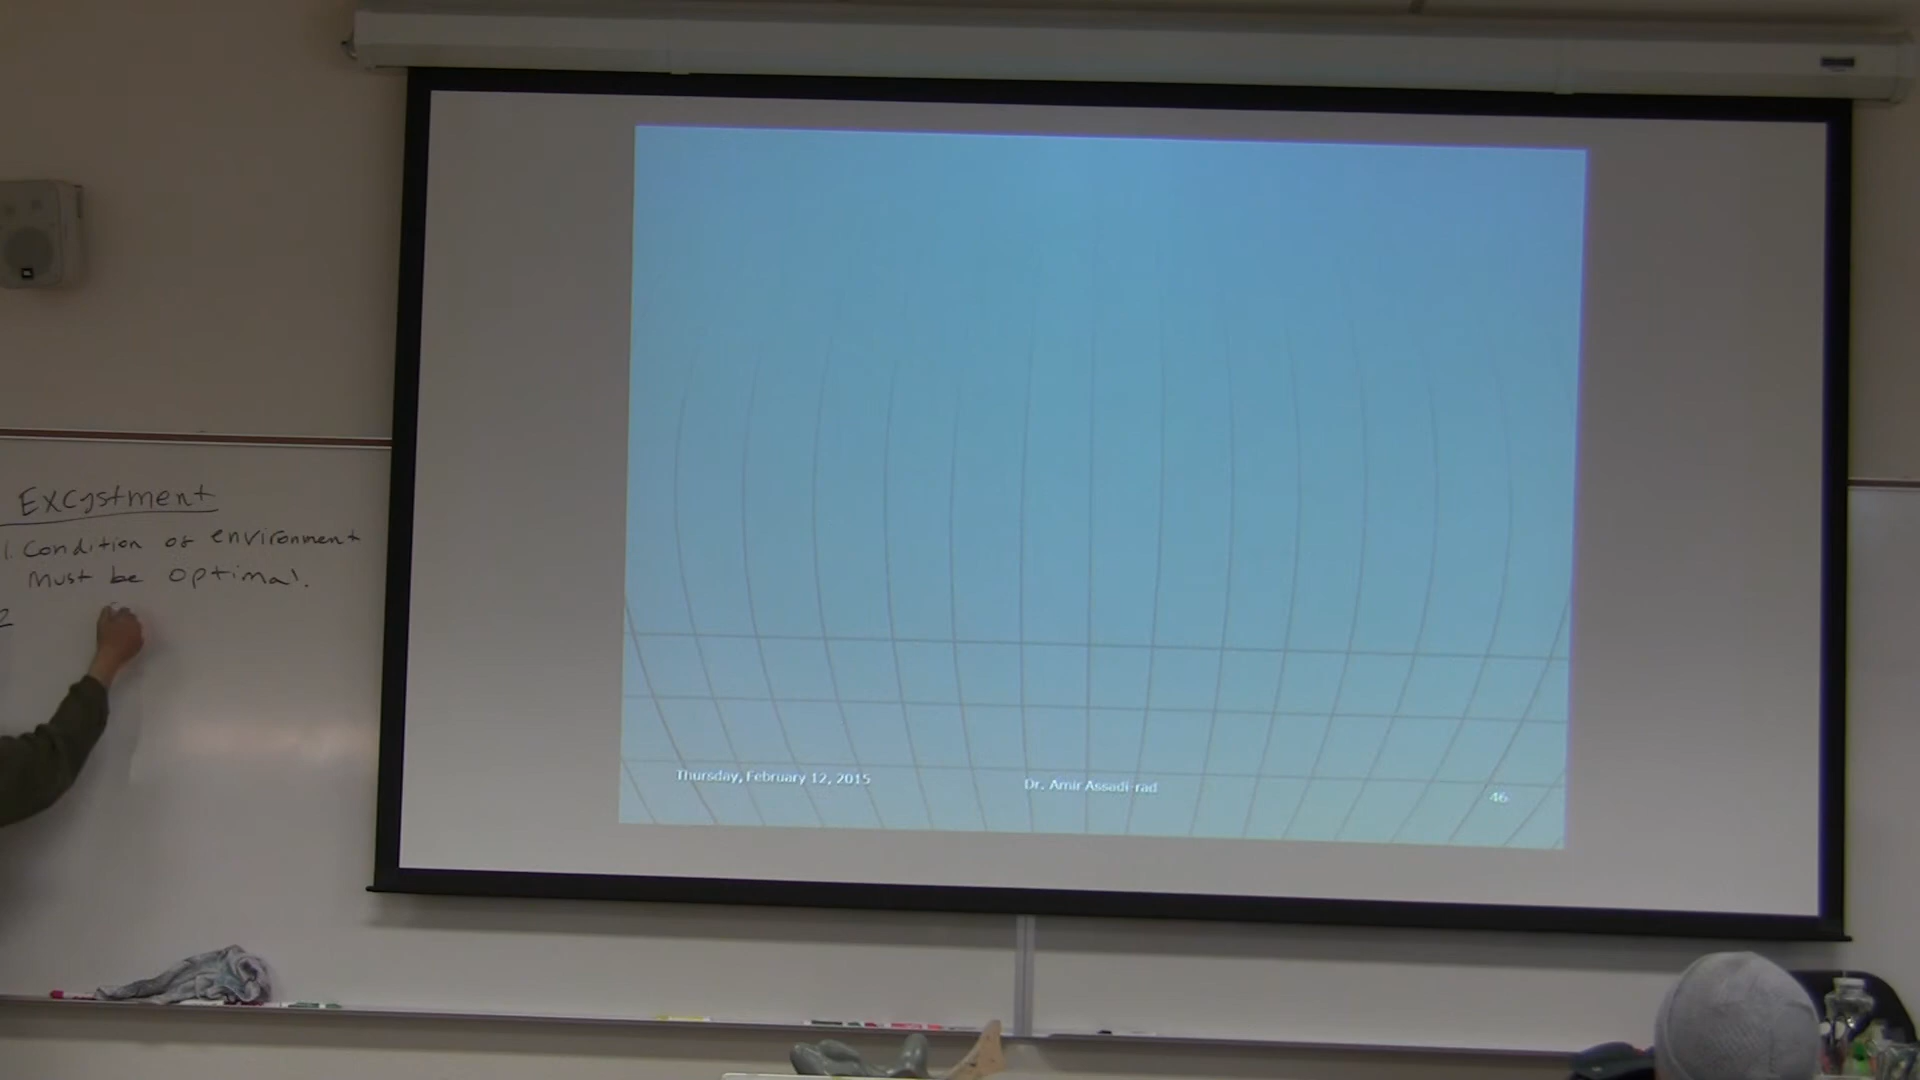 Excystment
1. Condition of environment
must be optimal.
2
Thursday, February 12, 2015
Dr. Amir Assadi-rad
46